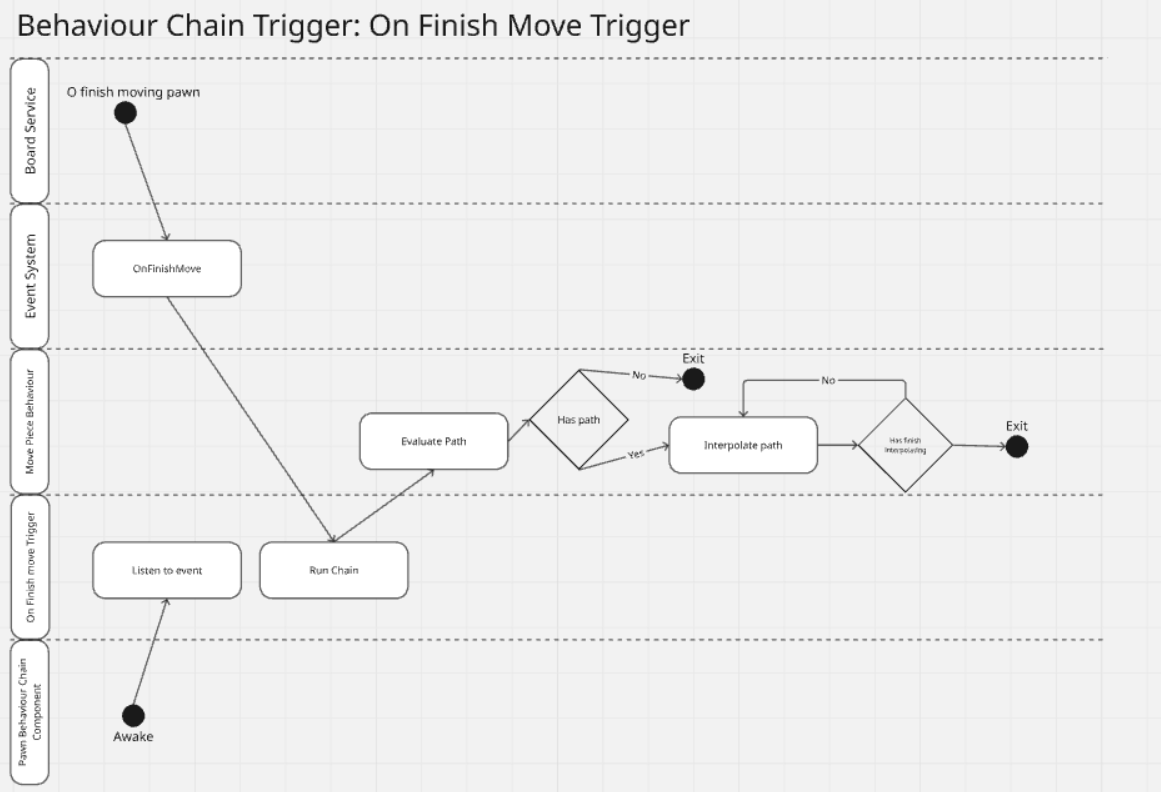 Behaviour Chain Trigger: On Finish Move Trigger
Board Service
O finish moving pawn
Event System
OnFinishMove
Move Piece Behaviour
Evaluate Path
Has path
No
Exit
Yes
Interpolate path
No
Has finish
interpolating
Exit
On Finish move Trigger
Listen to event
Run Chain
Pawn Behaviour Chain
Component
Awake